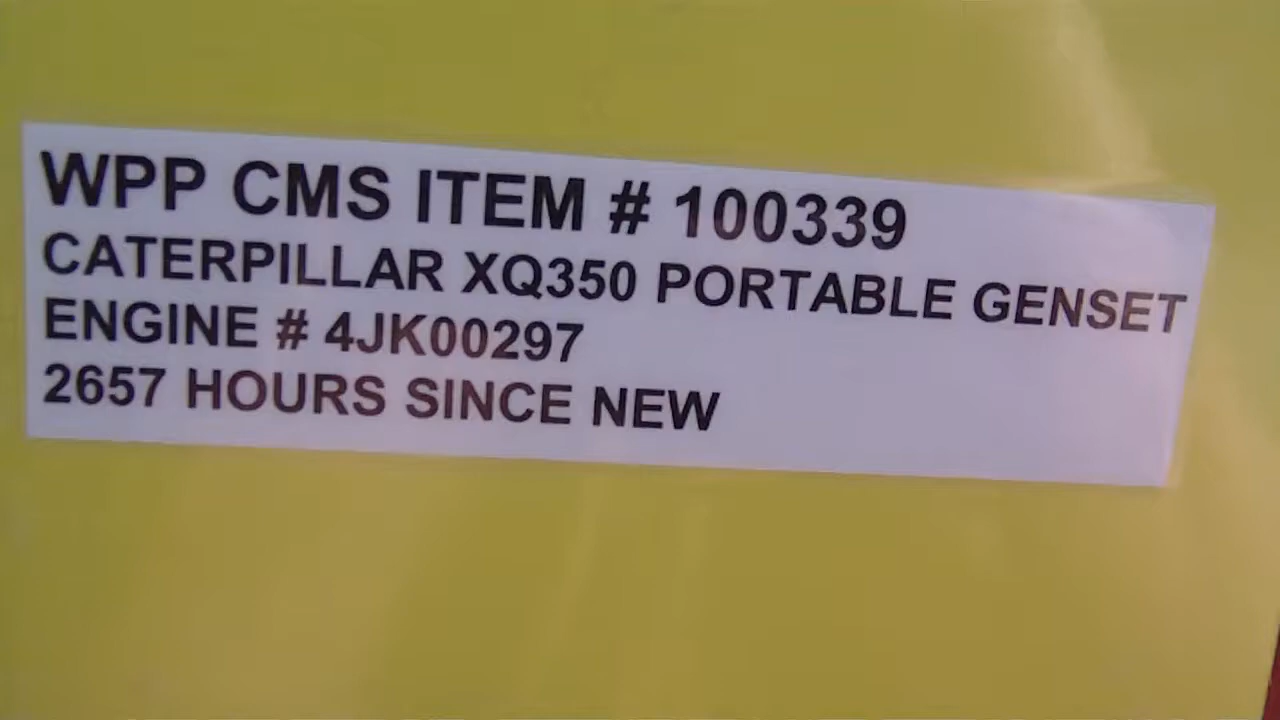 WPP CMS ITEM # 100339
CATERPILLAR XQ350 PORTABLE GENSET
ENGINE # 4JK00297
2657 HOURS SINCE NEW